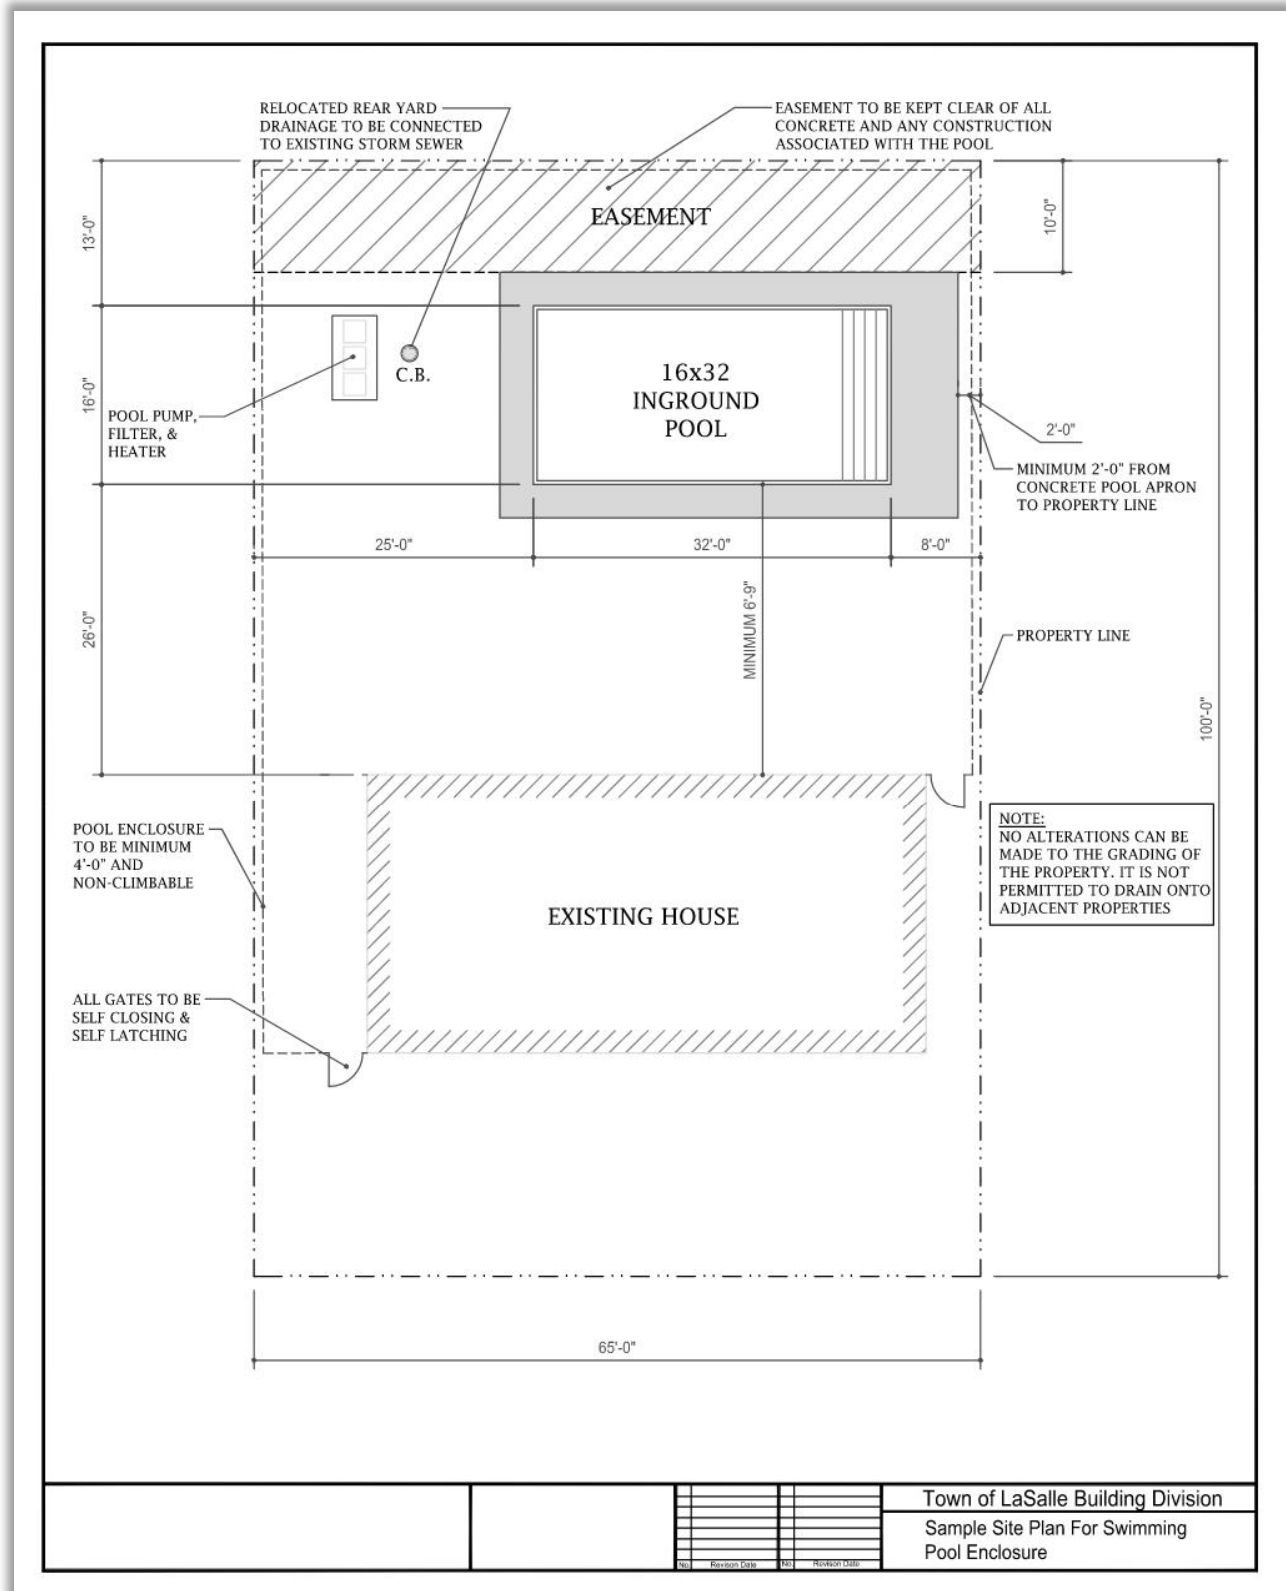 RELOCATED REAR YARD
DRAINAGE TO BE CONNECTED
TO EXISTING STORM SEWER
EASEMENT TO BE KEPT CLEAR OF ALL
CONCRETE AND ANY CONSTRUCTION
ASSOCIATED WITH THE POOL
13'-0"
EASEMENT
10'-0"
16'-0"
C.B.
16x32
INGROUND
POOL
POOL PUMP,
FILTER, &
HEATER
2'-0"
MINIMUM 2'-0" FROM
CONCRETE POOL APRON
TO PROPERTY LINE
25'-0"
32'-0"
8'-0"
26'-0"
MINIMUM 6'-9"
PROPERTY LINE
100'-0"
POOL ENCLOSURE
TO BE MINIMUM
4'-0" AND
NON-CLIMBABLE
NOTE:
NO ALTERATIONS CAN BE
MADE TO THE GRADING OF
THE PROPERTY. IT IS NOT
PERMITTED TO DRAIN ONTO
ADJACENT PROPERTIES
EXISTING HOUSE
ALL GATES TO BE
SELF CLOSING &
SELF LATCHING
65'-0"
Town of LaSalle Building Division
Sample Site Plan For Swimming
Pool Enclosure
No. Revison Date No. Revison Date